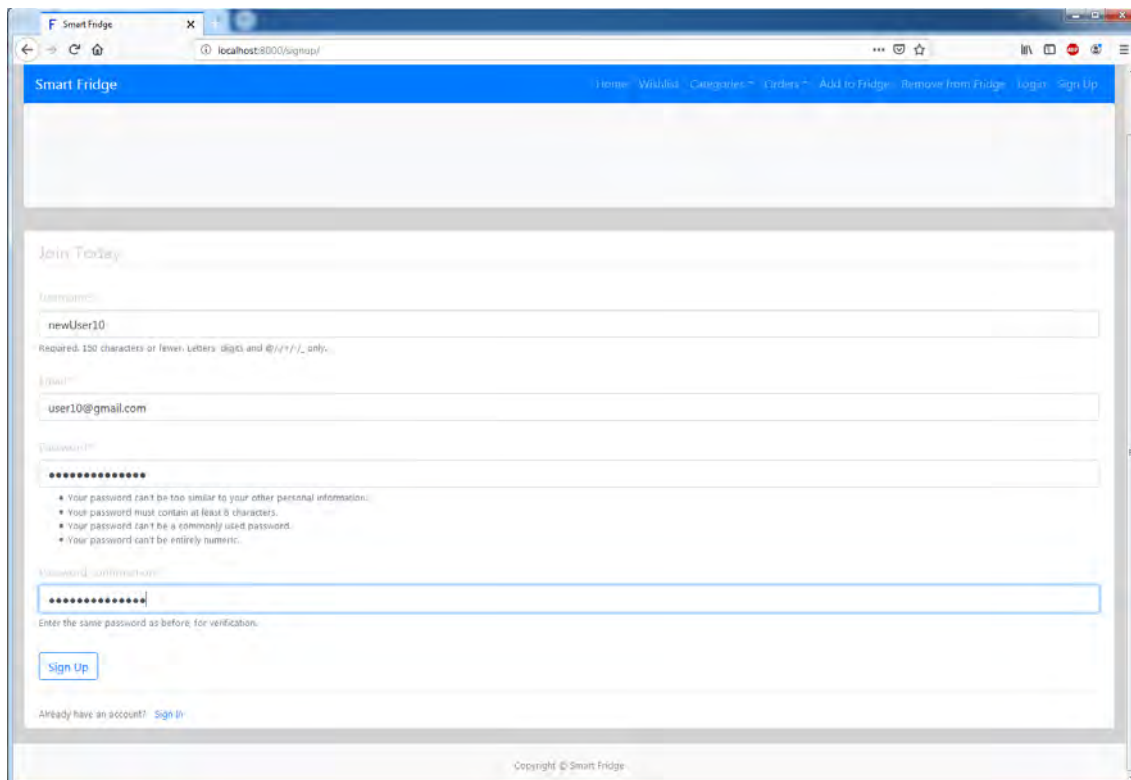 Smart Fridge
localhost:8000/signup/
Smart Fridge
Home Wishlist Categories Orders Add to Fridge Remove from Fridge Login Sign Up
Join Today
Username*
newUser10
Required. 150 characters or fewer. Letters, digits and @/./+/-/_ only.
Email*
user10@gmail.com
Password*
Your password can't be too similar to your other personal information.
Your password must contain at least 8 characters.
Your password can't be a commonly used password.
Your password can't be entirely numeric.
Password confirmation*
Enter the same password as before, for verification.
Sign Up
Already have an account? Sign In
Copyright © Smart Fridge